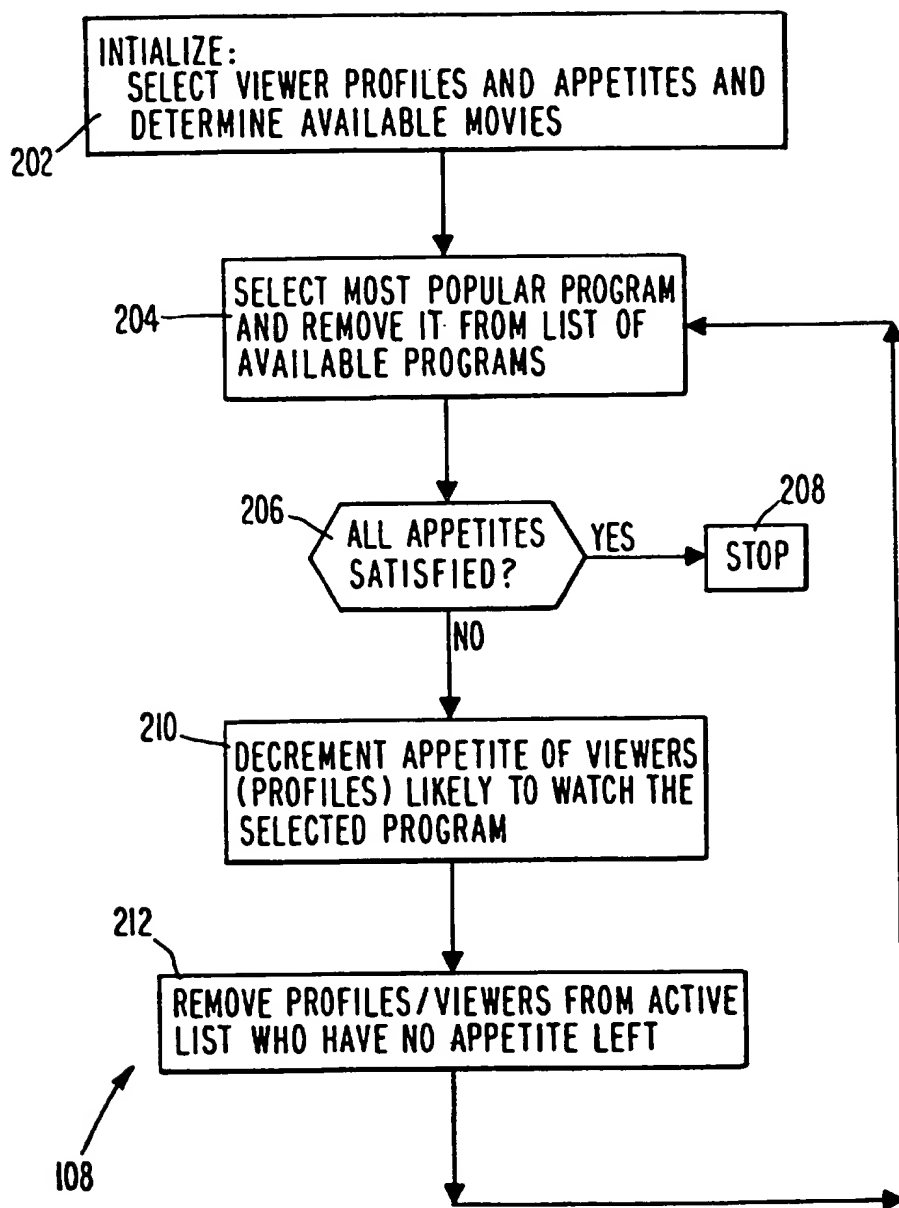 INTIALIZE:
SELECT VIEWER PROFILES AND APPETITES AND
DETERMINE AVAILABLE MOVIES
202
SELECT MOST POPULAR PROGRAM
AND REMOVE IT FROM LIST OF
AVAILABLE PROGRAMS
204
206
ALL APPETITES
SATISFIED?
YES
208
STOP
NO
210
DECREMENT APPETITE OF VIEWERS
(PROFILES) LIKELY TO WATCH THE
SELECTED PROGRAM
212
REMOVE PROFILES/VIEWERS FROM ACTIVE
LIST WHO HAVE NO APPETITE LEFT
108